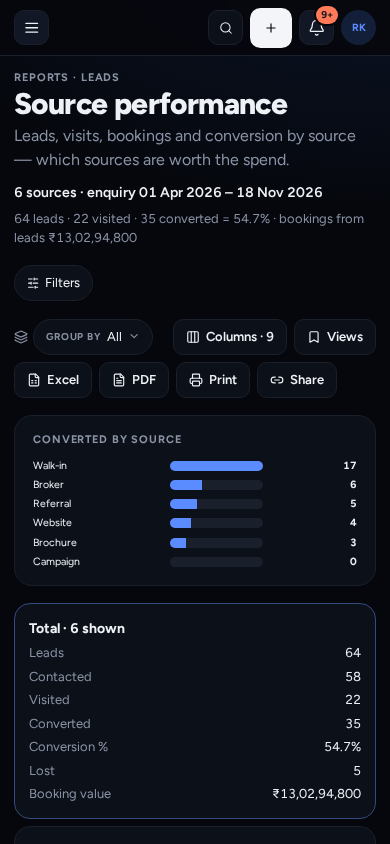 9+
RK
REPORTS · LEADS
Source performance
Leads, visits, bookings and conversion by source
— which sources are worth the spend.
6 sources · enquiry 01 Apr 2026 – 18 Nov 2026
64 leads · 22 visited · 35 converted = 54.7% · bookings from
leads ₹13,02,94,800
Filters
GROUP BY All
Columns · 9
Views
Excel
PDF
Print
Share
CONVERTED BY SOURCE
Walk-in 17
Broker 6
Referral 5
Website 4
Brochure 3
Campaign 0
Total · 6 shown
Leads 64
Contacted 58
Visited 22
Converted 35
Conversion % 54.7%
Lost 5
Booking value ₹13,02,94,800